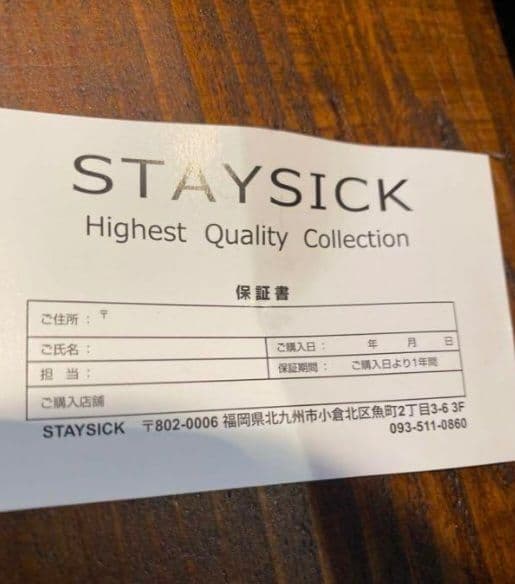 STAYSICK
Highest Quality Collection
保証書
ご住所：〒
ご氏名：
ご購入日： 年 月 日
担 当：
保証期間： ご購入日より1年間
ご購入店舗
STAYSICK 〒802-0006 福岡県北九州市小倉北区魚町2丁目3-6 3F
093-511-0860